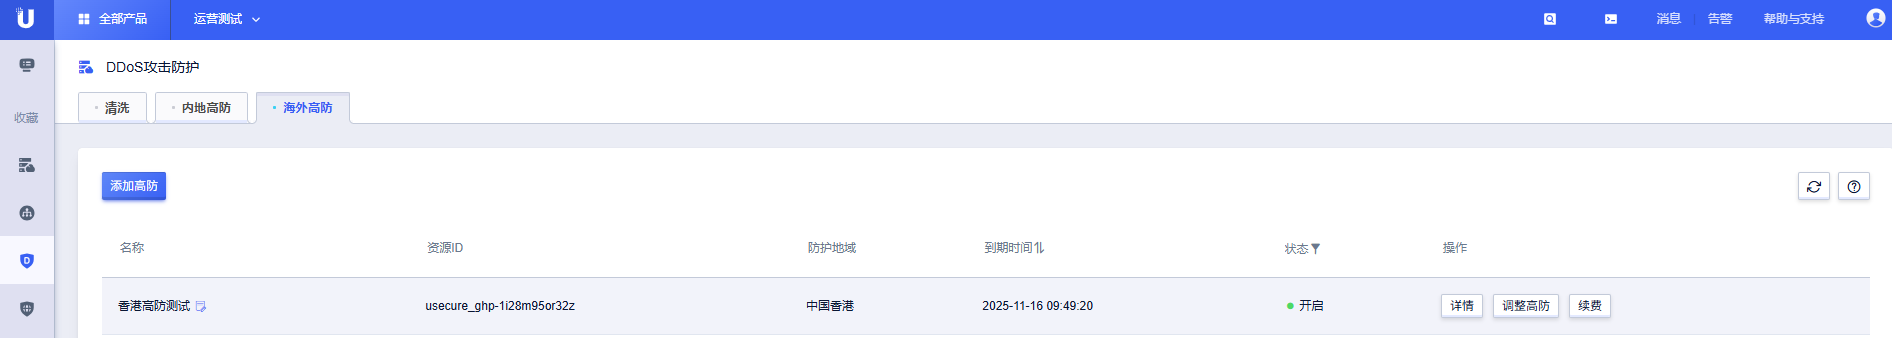 全部产品 运营测试 消息 告警 帮助与支持
DDoS攻击防护
收藏
清洗 内地高防 海外高防
添加高防
名称 资源ID 防护地域 到期时间 状态 操作
香港高防测试 usecure_ghp-1i28m95or32z 中国香港 2025-11-16 09:49:20 开启 详情 调整高防 续费